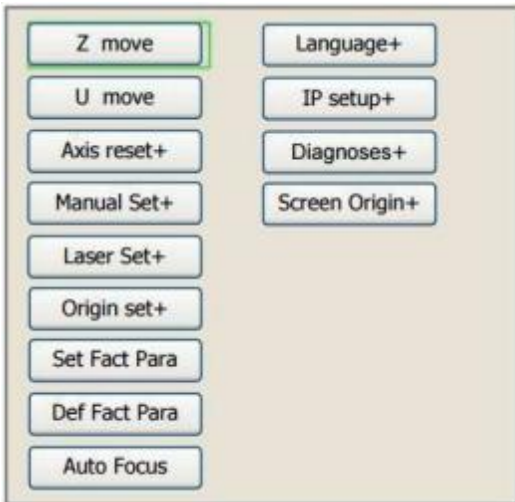 Z move
U move
Axis reset+
Manual Set+
Laser Set+
Origin set+
Set Fact Para
Def Fact Para
Auto Focus
Language+
IP setup+
Diagnoses+
Screen Origin+